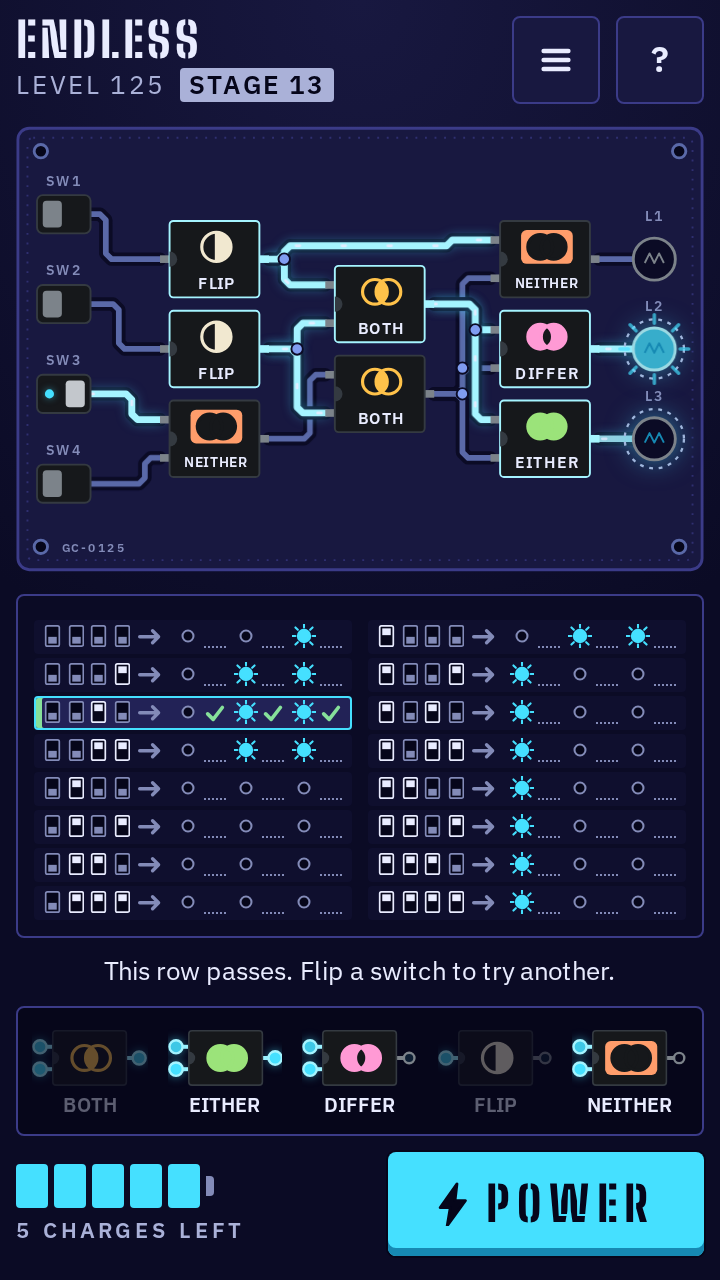 ENDLESS
LEVEL 125 STAGE 13
?
SW1
SW2
SW3
SW4
FLIP
FLIP
NEITHER
BOTH
BOTH
NEITHER
DIFFER
EITHER
L1
L2
L3
GC-0125
This row passes. Flip a switch to try another.
BOTH EITHER DIFFER FLIP NEITHER
5 CHARGES LEFT
POWER